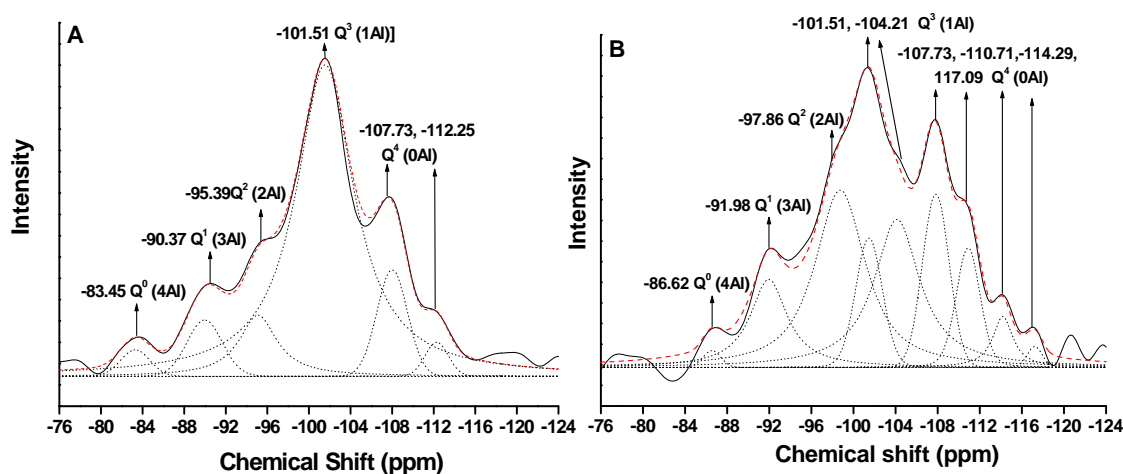 A
-101.51 Q³ (1Al)]
-107.73, -112.25
Q⁴ (0Al)
-95.39Q² (2Al)
-90.37 Q¹ (3Al)
-83.45 Q⁰ (4Al)
Intensity
-76 -80 -84 -88 -92 -96 -100 -104 -108 -112 -116 -120 -124
Chemical Shift (ppm)
B
-101.51, -104.21 Q³ (1Al)
-107.73, -110.71,-114.29,
117.09 Q⁴ (0Al)
-97.86 Q² (2Al)
-91.98 Q¹ (3Al)
-86.62 Q⁰ (4Al)
Intensity
-76 -80 -84 -88 -92 -96 -100 -104 -108 -112 -116 -120 -124
Chemical shift (ppm)